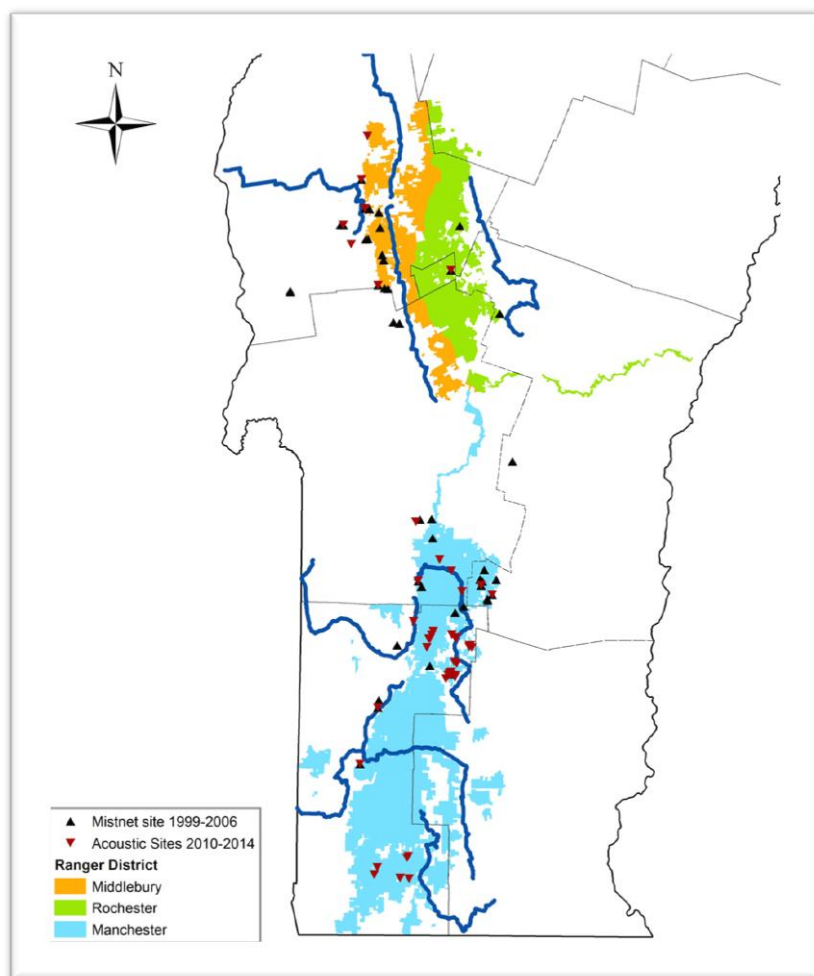 N
Mistnet site 1999-2006
Acoustic Sites 2010-2014
Ranger District
Middlebury
Rochester
Manchester